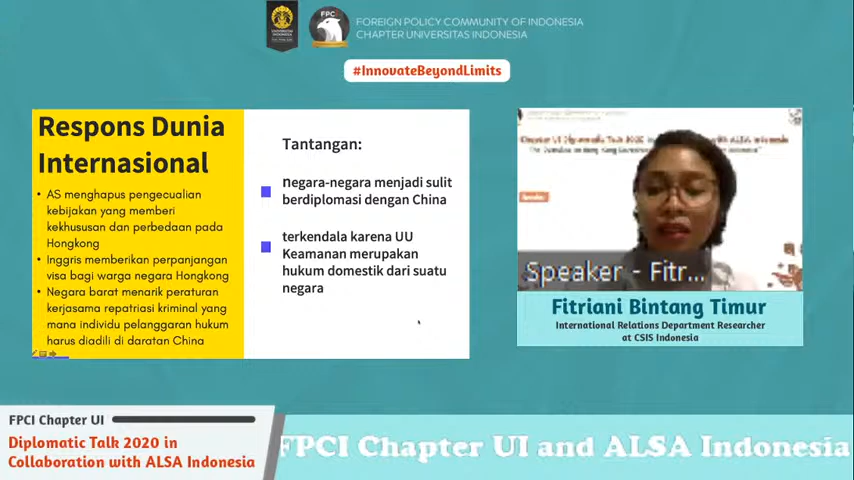 FPC
FOREIGN POLICY COMMUNITY OF INDONESIA
CHAPTER UNIVERSITAS INDONESIA
#InnovateBeyondLimits
Respons Dunia
Internasional
• AS menghapus pengecualian
kebijakan yang memberi
kekhususan dan perbedaan pada
Hongkong
• Inggris memberikan perpanjangan
visa bagi warga negara Hongkong
• Negara barat menarik peraturan
kerjasama repatriasi kriminal yang
mana individu pelanggaran hukum
harus diadili di daratan China
Tantangan:
negara-negara menjadi sulit
berdiplomasi dengan China
terkendala karena UU
Keamanan merupakan
hukum domestik dari suatu
negara
Speaker
Speaker - Fitr...
Fitriani Bintang Timur
International Relations Department Researcher
at CSIS Indonesia
FPCI Chapter UI
Diplomatic Talk 2020 in
Collaboration with ALSA Indonesia
FPCI Chapter UI and ALSA Indonesia